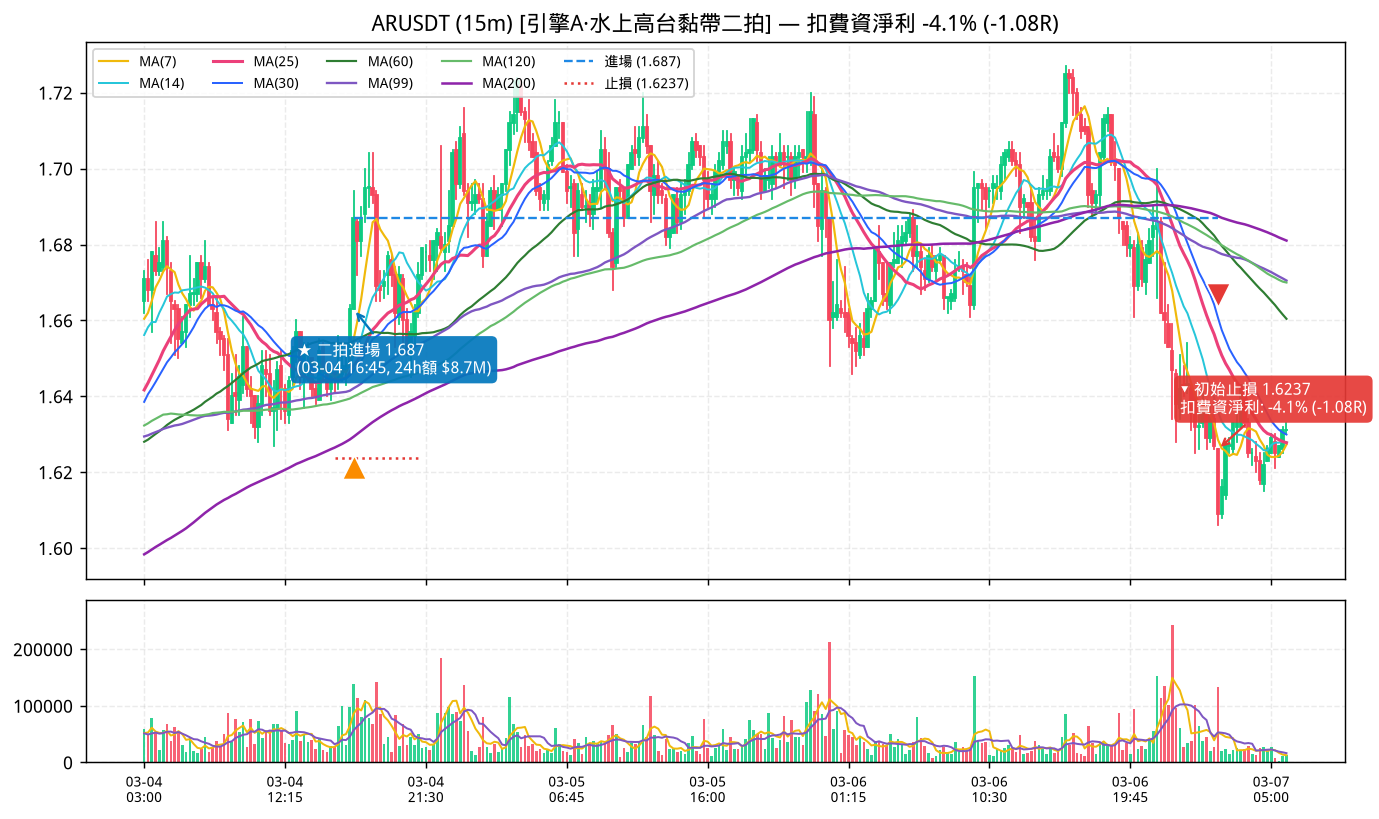 ARUSDT (15m) [引擎A·水上高台黏帶二拍] — 扣費資淨利 -4.1% (-1.08R)
MA(7) MA(25) MA(60) MA(120) 進場 (1.687)
MA(14) MA(30) MA(99) MA(200) 止損 (1.6237)
1.72
1.70
1.68
1.66
1.64
1.62
1.60
★ 二拍進場 1.687
(03-04 16:45, 24h額 $8.7M)
▼ 初始止損 1.6237
扣費資淨利: -4.1% (-1.08R)
200000
100000
0
03-04 03-04 03-04 03-05 03-05 03-06 03-06 03-06 03-07
03:00 12:15 21:30 06:45 16:00 01:15 10:30 19:45 05:00